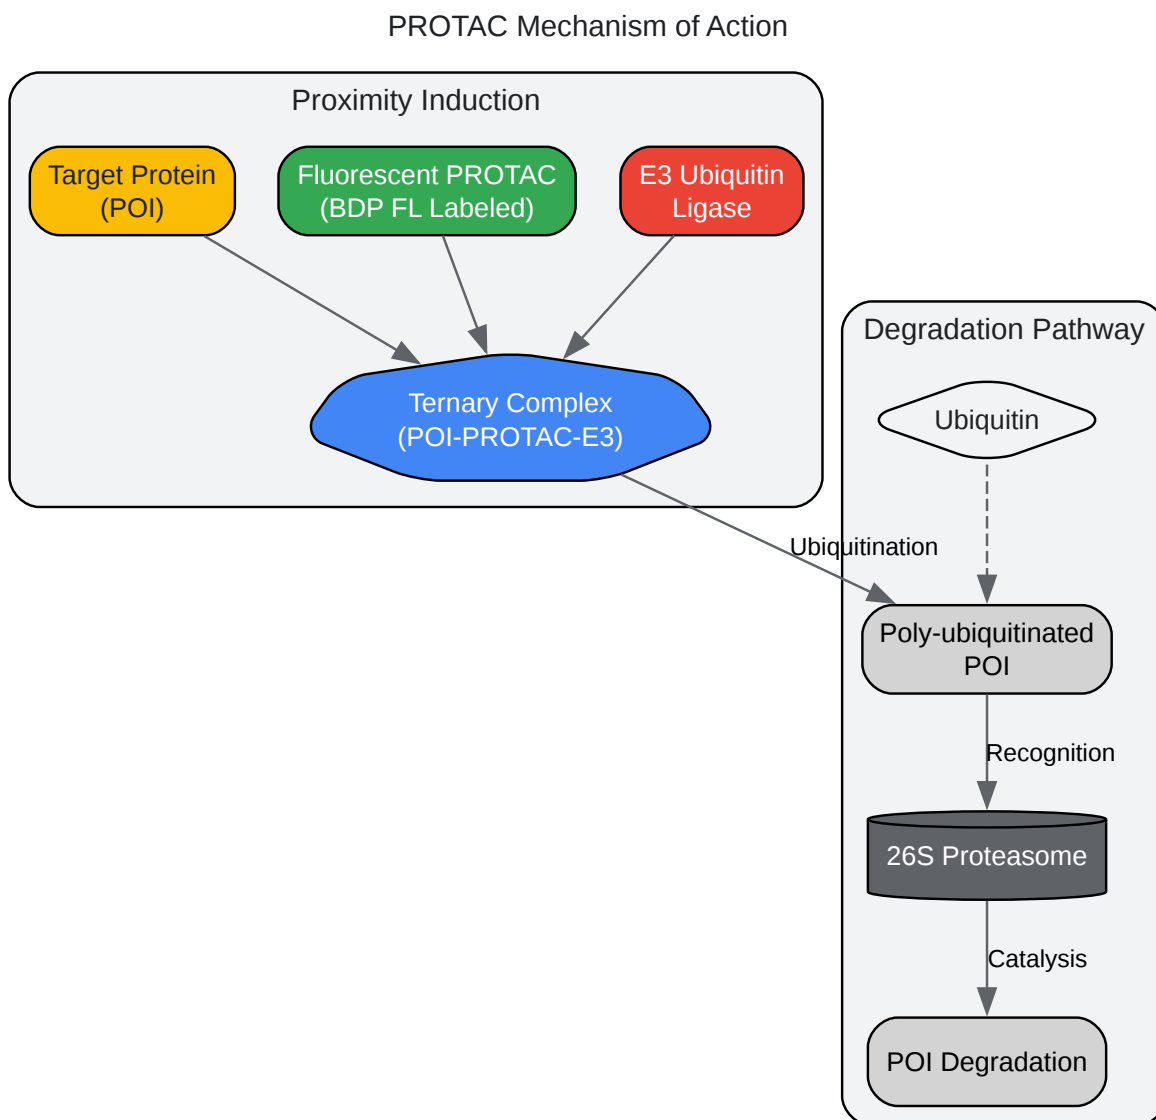 PROTAC Mechanism of Action
Proximity Induction
Target Protein
(POI)
Fluorescent PROTAC
(BDP FL Labeled)
E3 Ubiquitin
Ligase
Ternary Complex
(POI-PROTAC-E3)
Degradation Pathway
Ubiquitin
Ubiquitination
Poly-ubiquitinated
POI
Recognition
26S Proteasome
Catalysis
POI Degradation